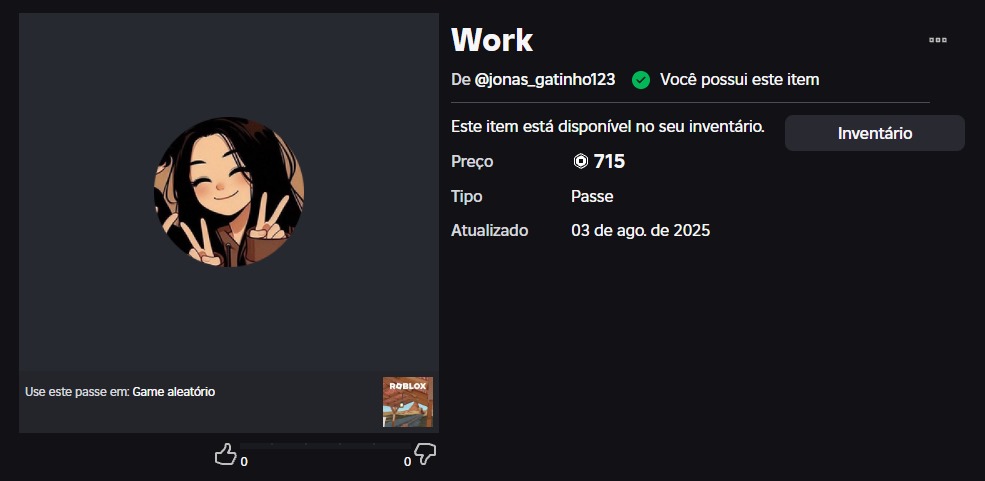 Work
De @jonas_gatinho123 Você possui este item
Este item está disponível no seu inventário.
Inventário
Preço 715
Tipo Passe
Atualizado 03 de ago. de 2025
ROBLOX
Use este passe em: Game aleatório
0 0